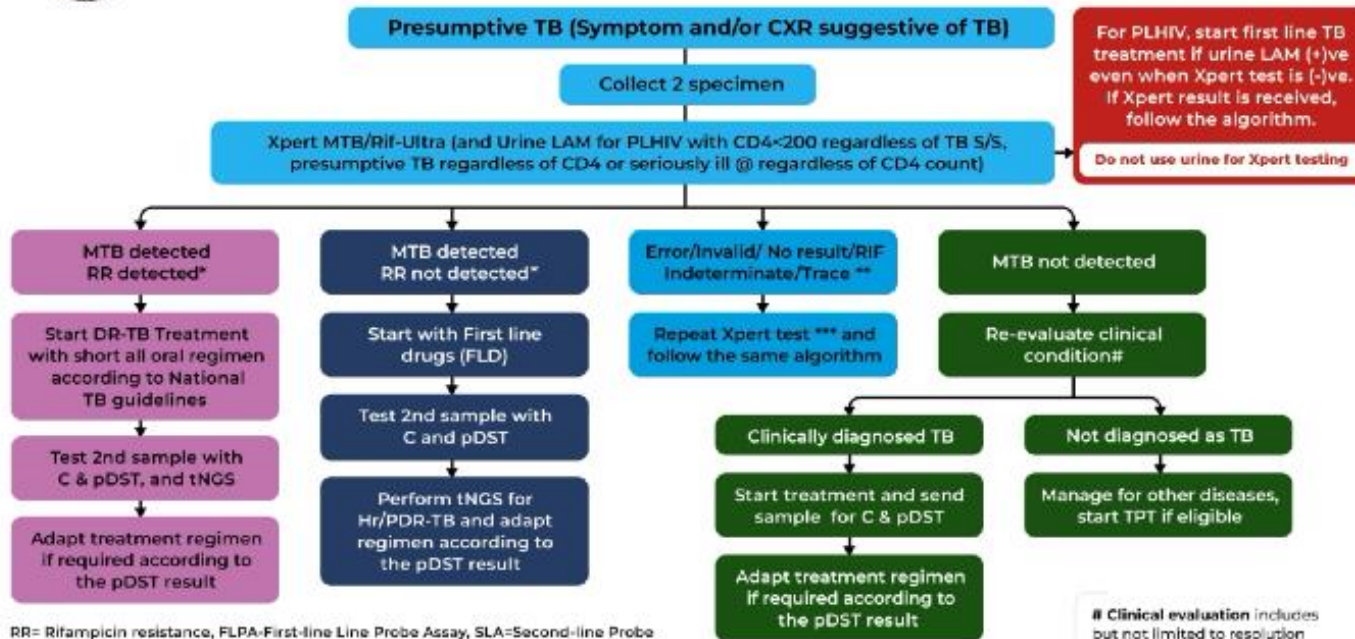 Presumptive TB (Symptom and/or CXR suggestive of TB)
Collect 2 specimen
Xpert MTB/Rif-Ultra (and Urine LAM for PLHIV with CD4<200 regardless of TB S/S,
presumptive TB regardless of CD4 or seriously ill @ regardless of CD4 count)
For PLHIV, start first line TB
treatment if urine LAM (+)ve
even when Xpert test is (-)ve.
If Xpert result is received,
follow the algorithm.
Do not use urine for Xpert testing
MTB detected
RR detected*
Start DR-TB Treatment
with short all oral regimen
according to National
TB guidelines
Test 2nd sample with
C & pDST, and tNGS
Adapt treatment regimen
if required according to
the pDST result
MTB detected
RR not detected*
Start with First line
drugs (FLD)
Test 2nd sample with
C and pDST
Perform tNGS for
Hr/PDR-TB and adapt
regimen according to
the pDST result
Error/Invalid/ No result/RIF
Indeterminate/Trace **
Repeat Xpert test *** and
follow the same algorithm
MTB not detected
Re-evaluate clinical
condition#
Clinically diagnosed TB
Start treatment and send
sample for C & pDST
Adapt treatment regimen
if required according to
the pDST result
Not diagnosed as TB
Manage for other diseases,
start TPT if eligible
RR= Rifampicin resistance, FLPA-First-line Line Probe Assay, SLA=Second-line Probe
# Clinical evaluation includes
but not limited to resolution